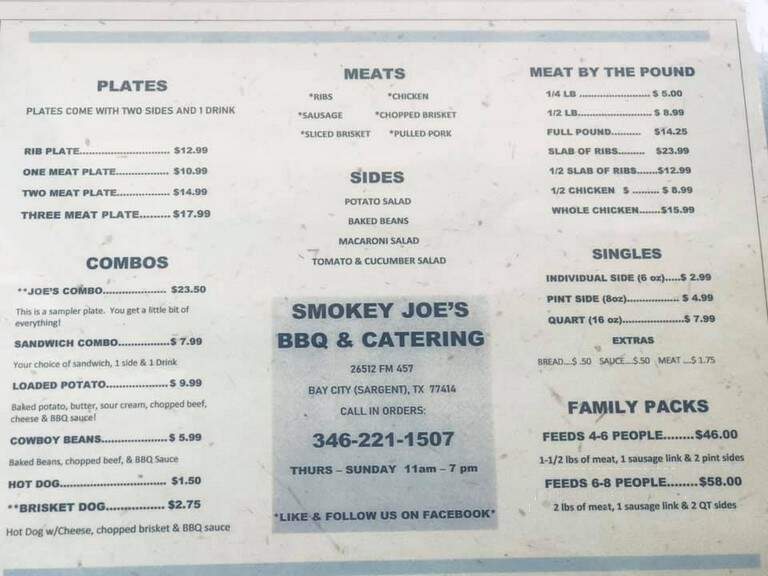 PLATES
PLATES COME WITH TWO SIDES AND 1 DRINK
RIB PLATE............................ $12.99
ONE MEAT PLATE................. $10.99
TWO MEAT PLATE................. $14.99
THREE MEAT PLATE......... $17.99
COMBOS
**JOE'S COMBO.................... $23.50
This is a sampler plate. You get a little bit of
everything!
SANDWICH COMBO.................$ 7.99
Your choice of sandwich, 1 side & 1 Drink
LOADED POTATO.................. $ 9.99
Baked potato, butter, sour cream, chopped beef,
cheese & BBQ sauce!
COWBOY BEANS.....................$ 5.99
Baked Beans, chopped beef, & BBQ Sauce
HOT DOG................................$1.50
**BRISKET DOG...................$2.75
Hot Dog w/Cheese, chopped brisket & BBQ sauce
MEATS
*RIBS *CHICKEN
*SAUSAGE *CHOPPED BRISKET
*SLICED BRISKET *PULLED PORK
SIDES
POTATO SALAD
BAKED BEANS
MACARONI SALAD
TOMATO & CUCUMBER SALAD
SMOKEY JOE'S
BBQ & CATERING
26512 FM 457
BAY CITY (SARGENT), TX 77414
CALL IN ORDERS:
346-221-1507
THURS – SUNDAY 11am – 7 pm
*LIKE & FOLLOW US ON FACEBOOK*
MEAT BY THE POUND
1/4 LB ......................... $ 5.00
1/2 LB.......................... $ 8.99
FULL POUND.......... $14.25
SLAB OF RIBS......... $23.99
1/2 SLAB OF RIBS.......$12.99
1/2 CHICKEN $ ......... $ 8.99
WHOLE CHICKEN.......$15.99
SINGLES
INDIVIDUAL SIDE (6 oz).....$ 2.99
PINT SIDE (8oz)................... $ 4.99
QUART (16 oz)......................$ 7.99
EXTRAS
BREAD....$ .50 SAUCE...$.50 MEAT ....$ 1.75
FAMILY PACKS
FEEDS 4-6 PEOPLE........$46.00
1-1/2 lbs of meat, 1 sausage link & 2 pint sides
FEEDS 6-8 PEOPLE........$58.00
2 lbs of meat, 1 sausage link & 2 QT sides